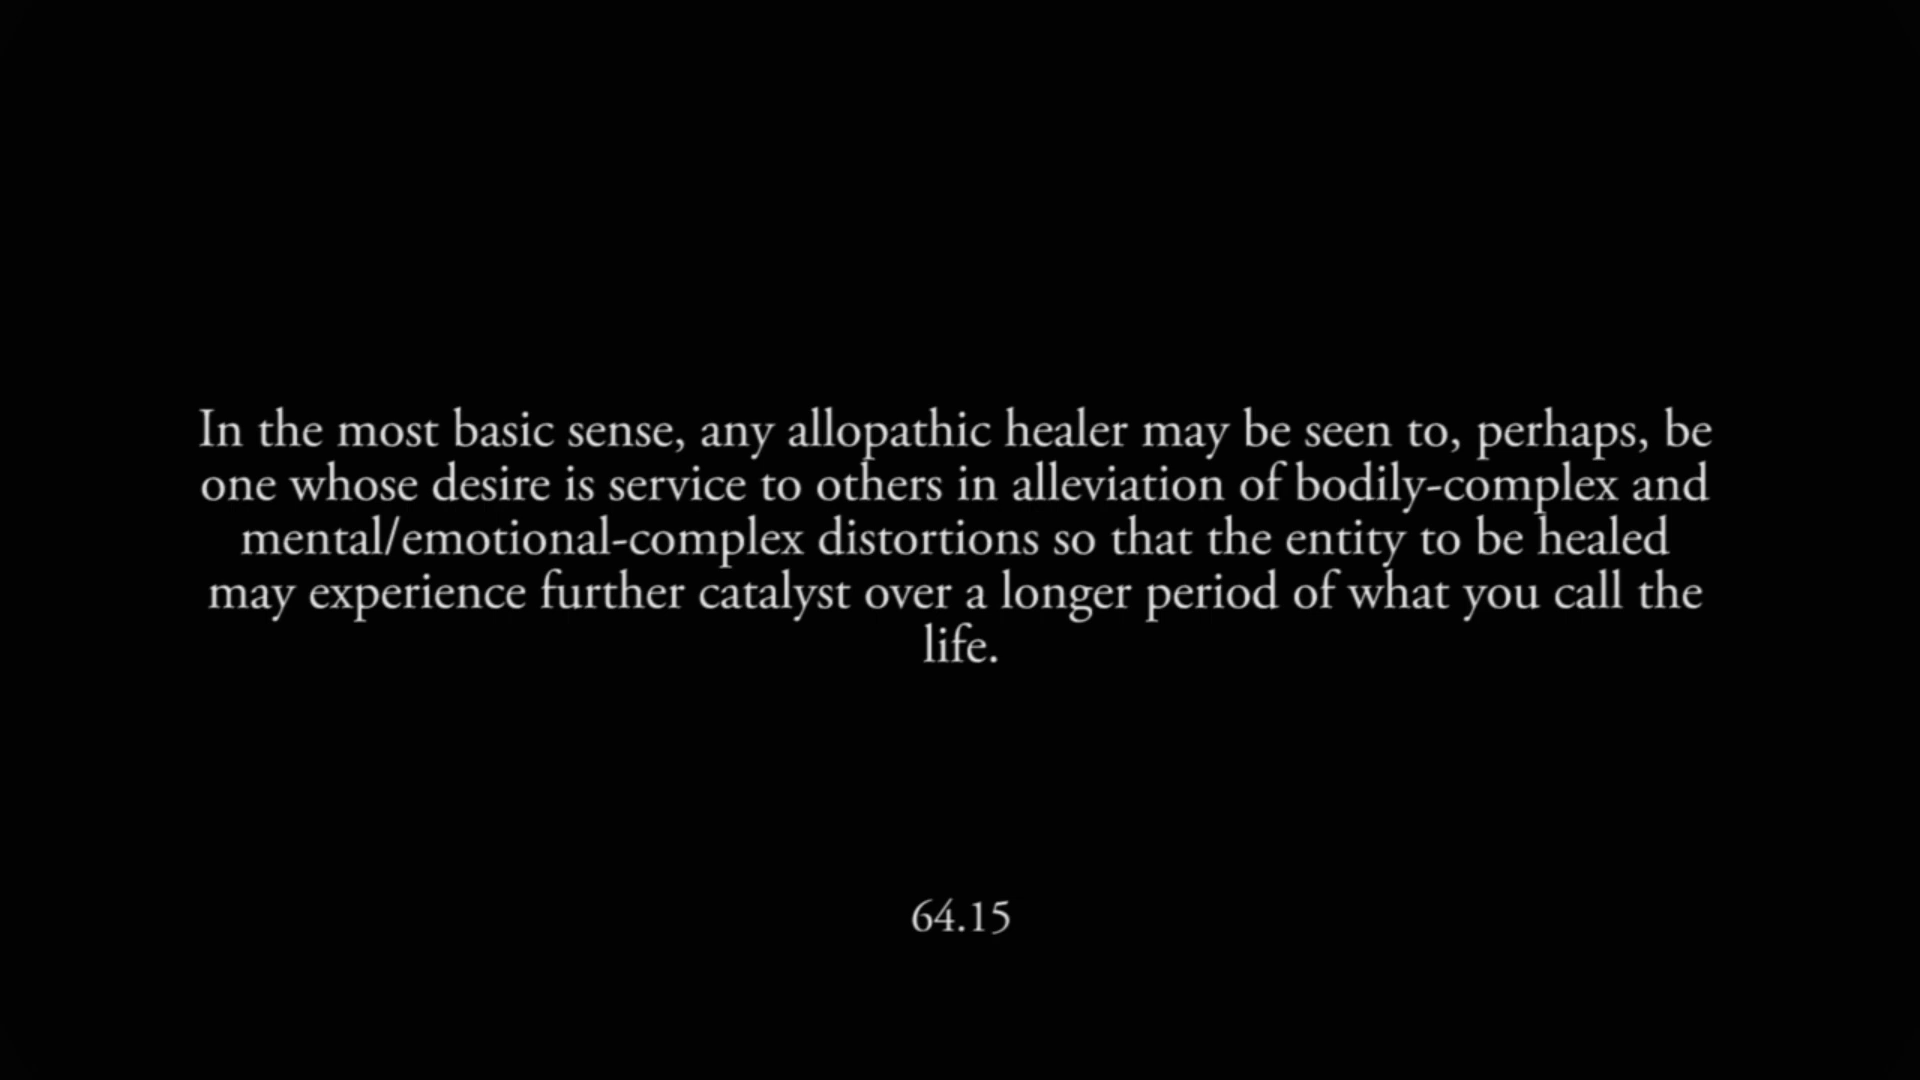 In the most basic sense, any allopathic healer may be seen to, perhaps, be
one whose desire is service to others in alleviation of bodily-complex and
mental/emotional-complex distortions so that the entity to be healed
may experience further catalyst over a longer period of what you call the
life.
64.15